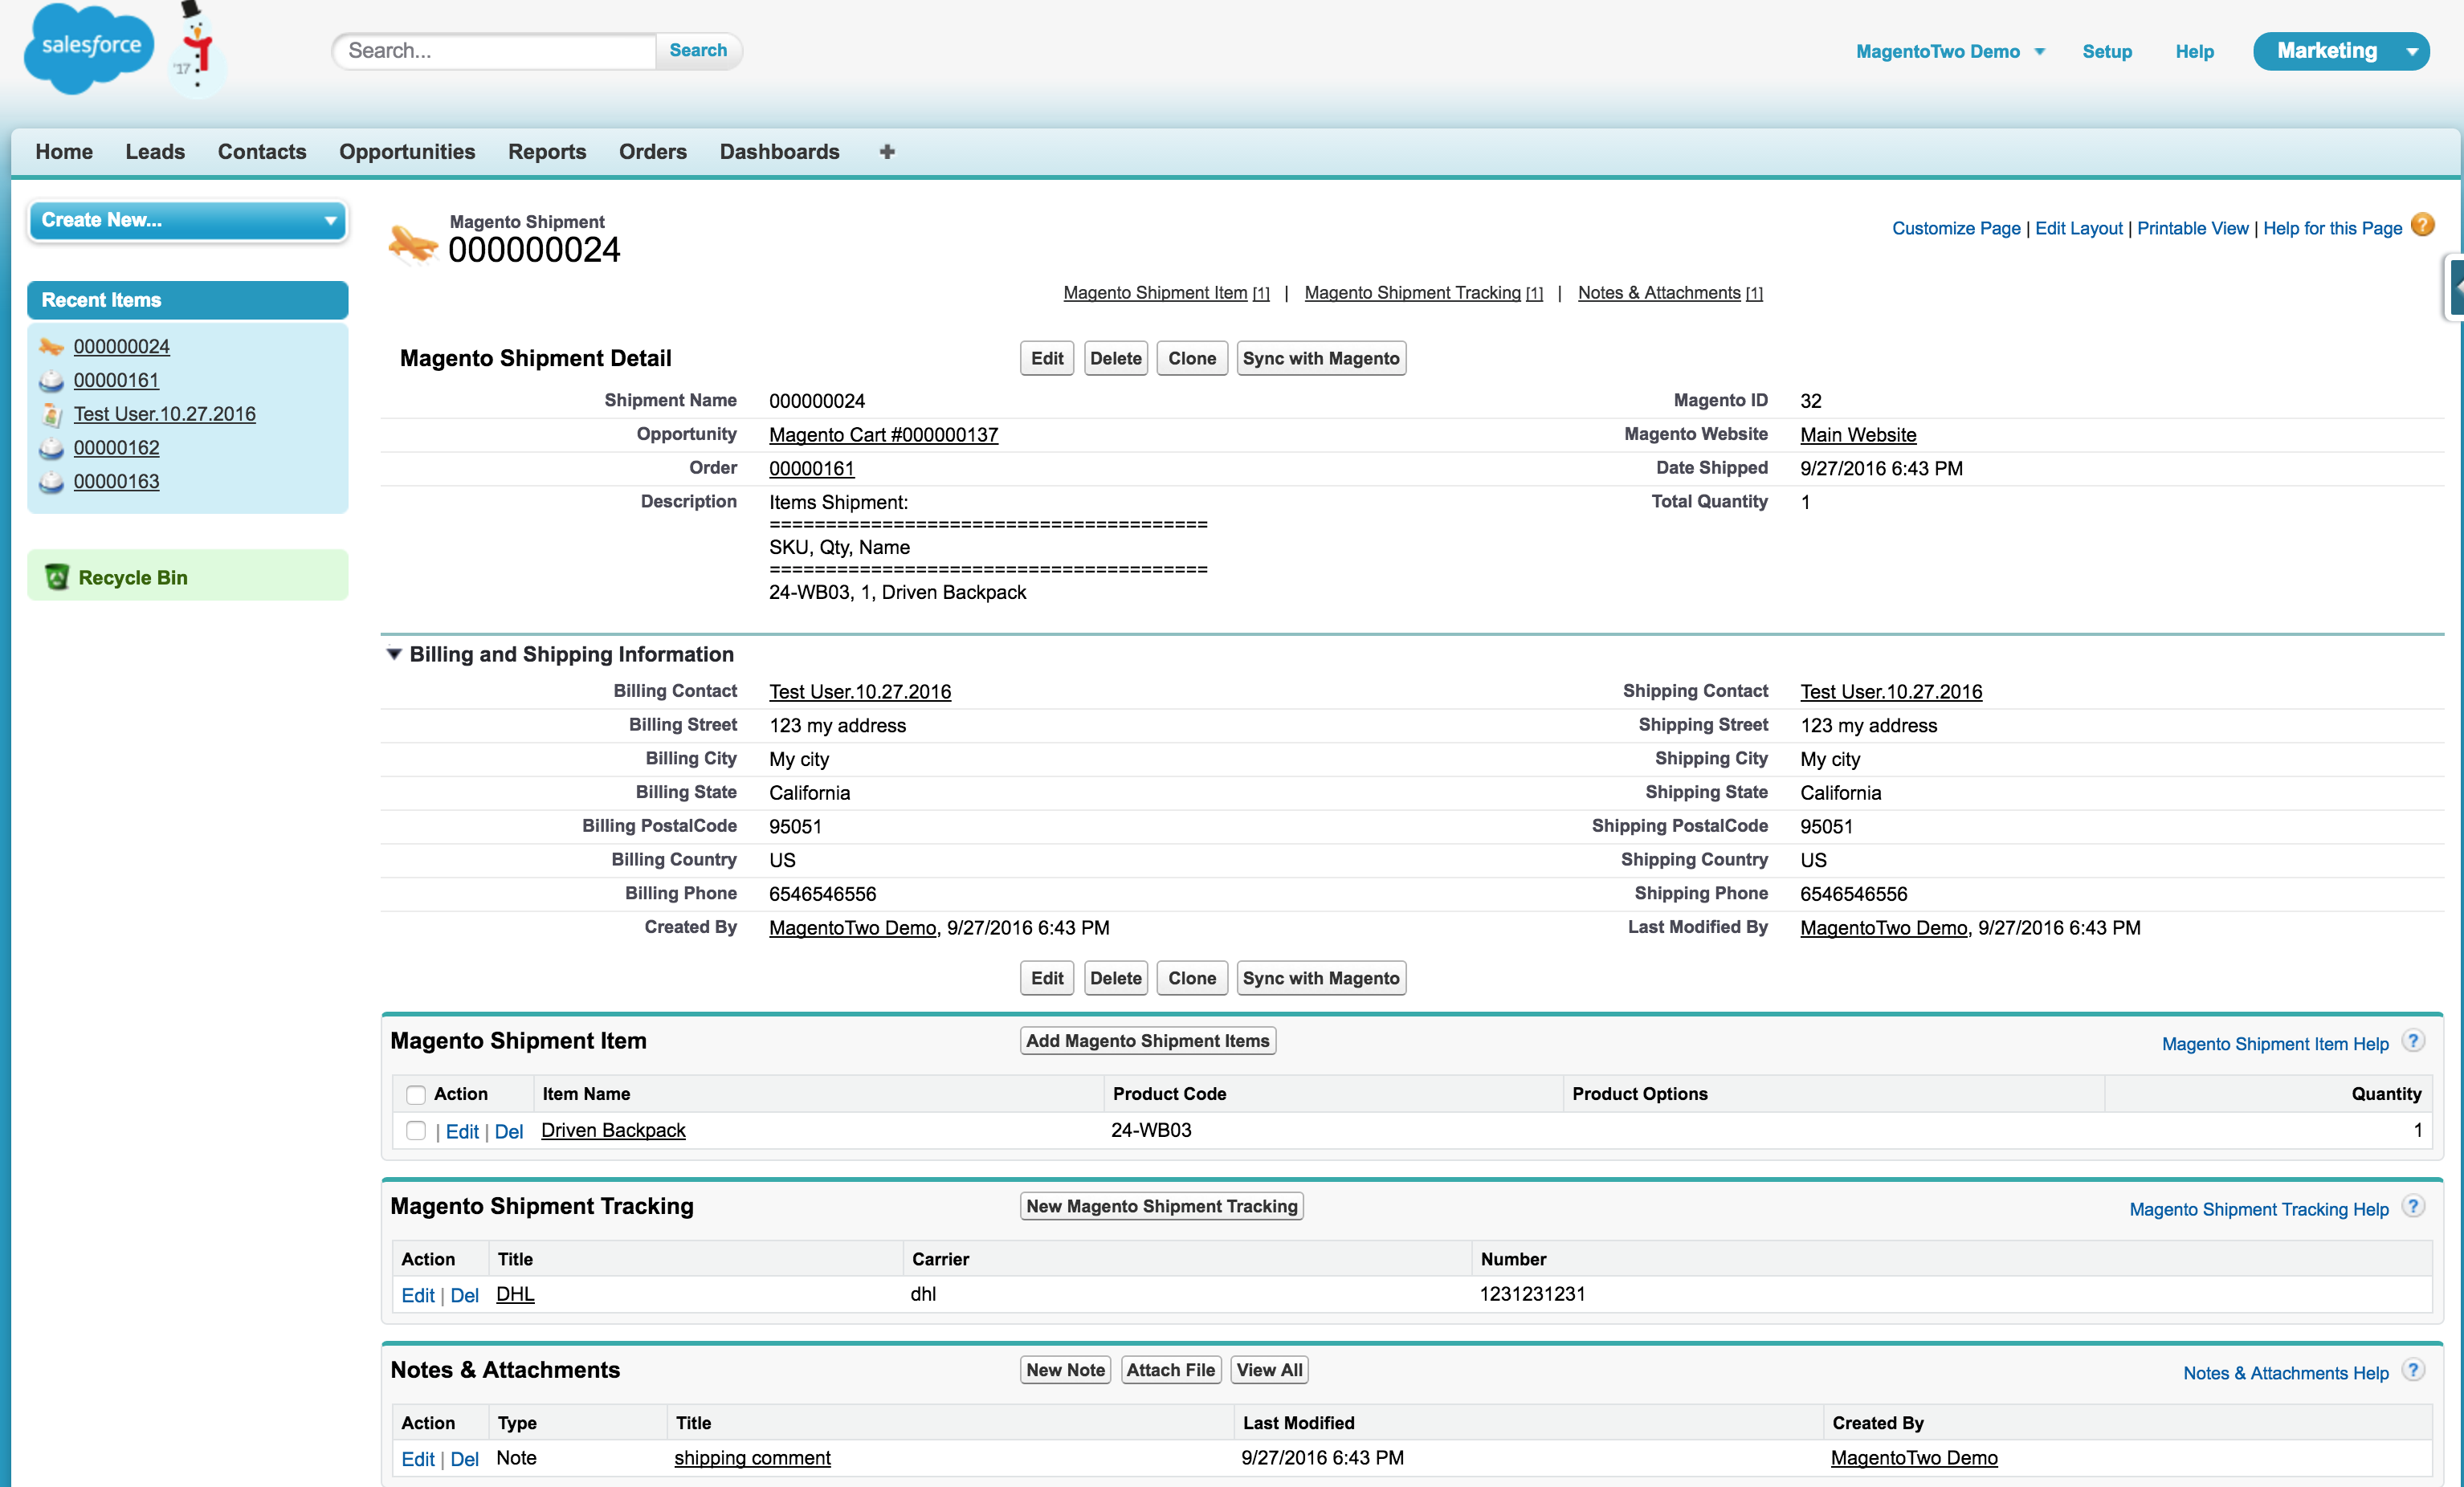 salesforce
'17
Search...
Search
MagentoTwo Demo
Setup
Help
Marketing
Home
Leads
Contacts
Opportunities
Reports
Orders
Dashboards
Create New...
Recent Items
000000024
00000161
Test User.10.27.2016
00000162
00000163
Recycle Bin
Magento Shipment
000000024
Customize Page | Edit Layout | Printable View | Help for this Page ?
Magento Shipment Item [1] | Magento Shipment Tracking [1] | Notes & Attachments [1]
Magento Shipment Detail
Edit Delete Clone Sync with Magento
Shipment Name 000000024 Magento ID 32
Opportunity Magento Cart #000000137 Magento Website Main Website
Order 00000161 Date Shipped 9/27/2016 6:43 PM
Description Items Shipment: Total Quantity 1
=======================================
SKU, Qty, Name
=======================================
24-WB03, 1, Driven Backpack
Billing and Shipping Information
Billing Contact Test User.10.27.2016 Shipping Contact Test User.10.27.2016
Billing Street 123 my address Shipping Street 123 my address
Billing City My city Shipping City My city
Billing State California Shipping State California
Billing PostalCode 95051 Shipping PostalCode 95051
Billing Country US Shipping Country US
Billing Phone 6546546556 Shipping Phone 6546546556
Created By MagentoTwo Demo, 9/27/2016 6:43 PM Last Modified By MagentoTwo Demo, 9/27/2016 6:43 PM
Edit Delete Clone Sync with Magento
Magento Shipment Item Add Magento Shipment Items Magento Shipment Item Help ?
Action Item Name Product Code Product Options Quantity
| Edit | Del Driven Backpack 24-WB03 1
Magento Shipment Tracking New Magento Shipment Tracking Magento Shipment Tracking Help ?
Action Title Carrier Number
Edit | Del DHL dhl 1231231231
Notes & Attachments New Note Attach File View All Notes & Attachments Help ?
Action Type Title Last Modified Created By
Edit | Del Note shipping comment 9/27/2016 6:43 PM MagentoTwo Demo